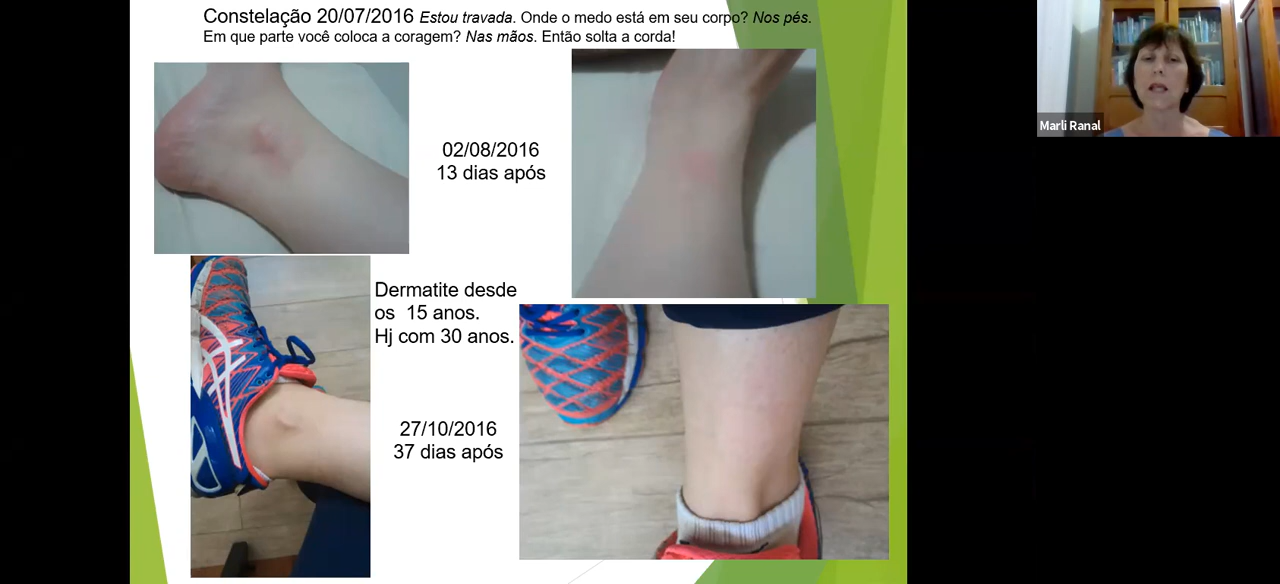 Constelação 20/07/2016 Estou travada. Onde o medo está em seu corpo? Nos pés.
Em que parte você coloca a coragem? Nas mãos. Então solta a corda!
02/08/2016
13 dias após
Dermatite desde
os 15 anos.
Hj com 30 anos.
27/10/2016
37 dias após
Marli Ranal